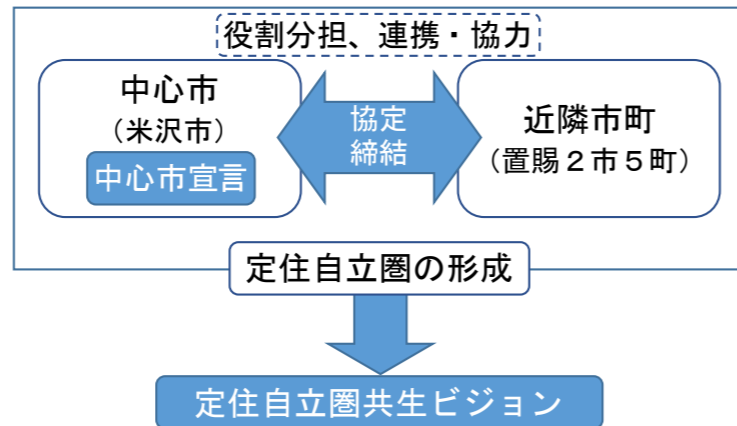 役割分担、連携・協力
中心市
（米沢市）
中心市宣言
協定
締結
近隣市町
（置賜２市５町）
定住自立圏の形成
定住自立圏共生ビジョン